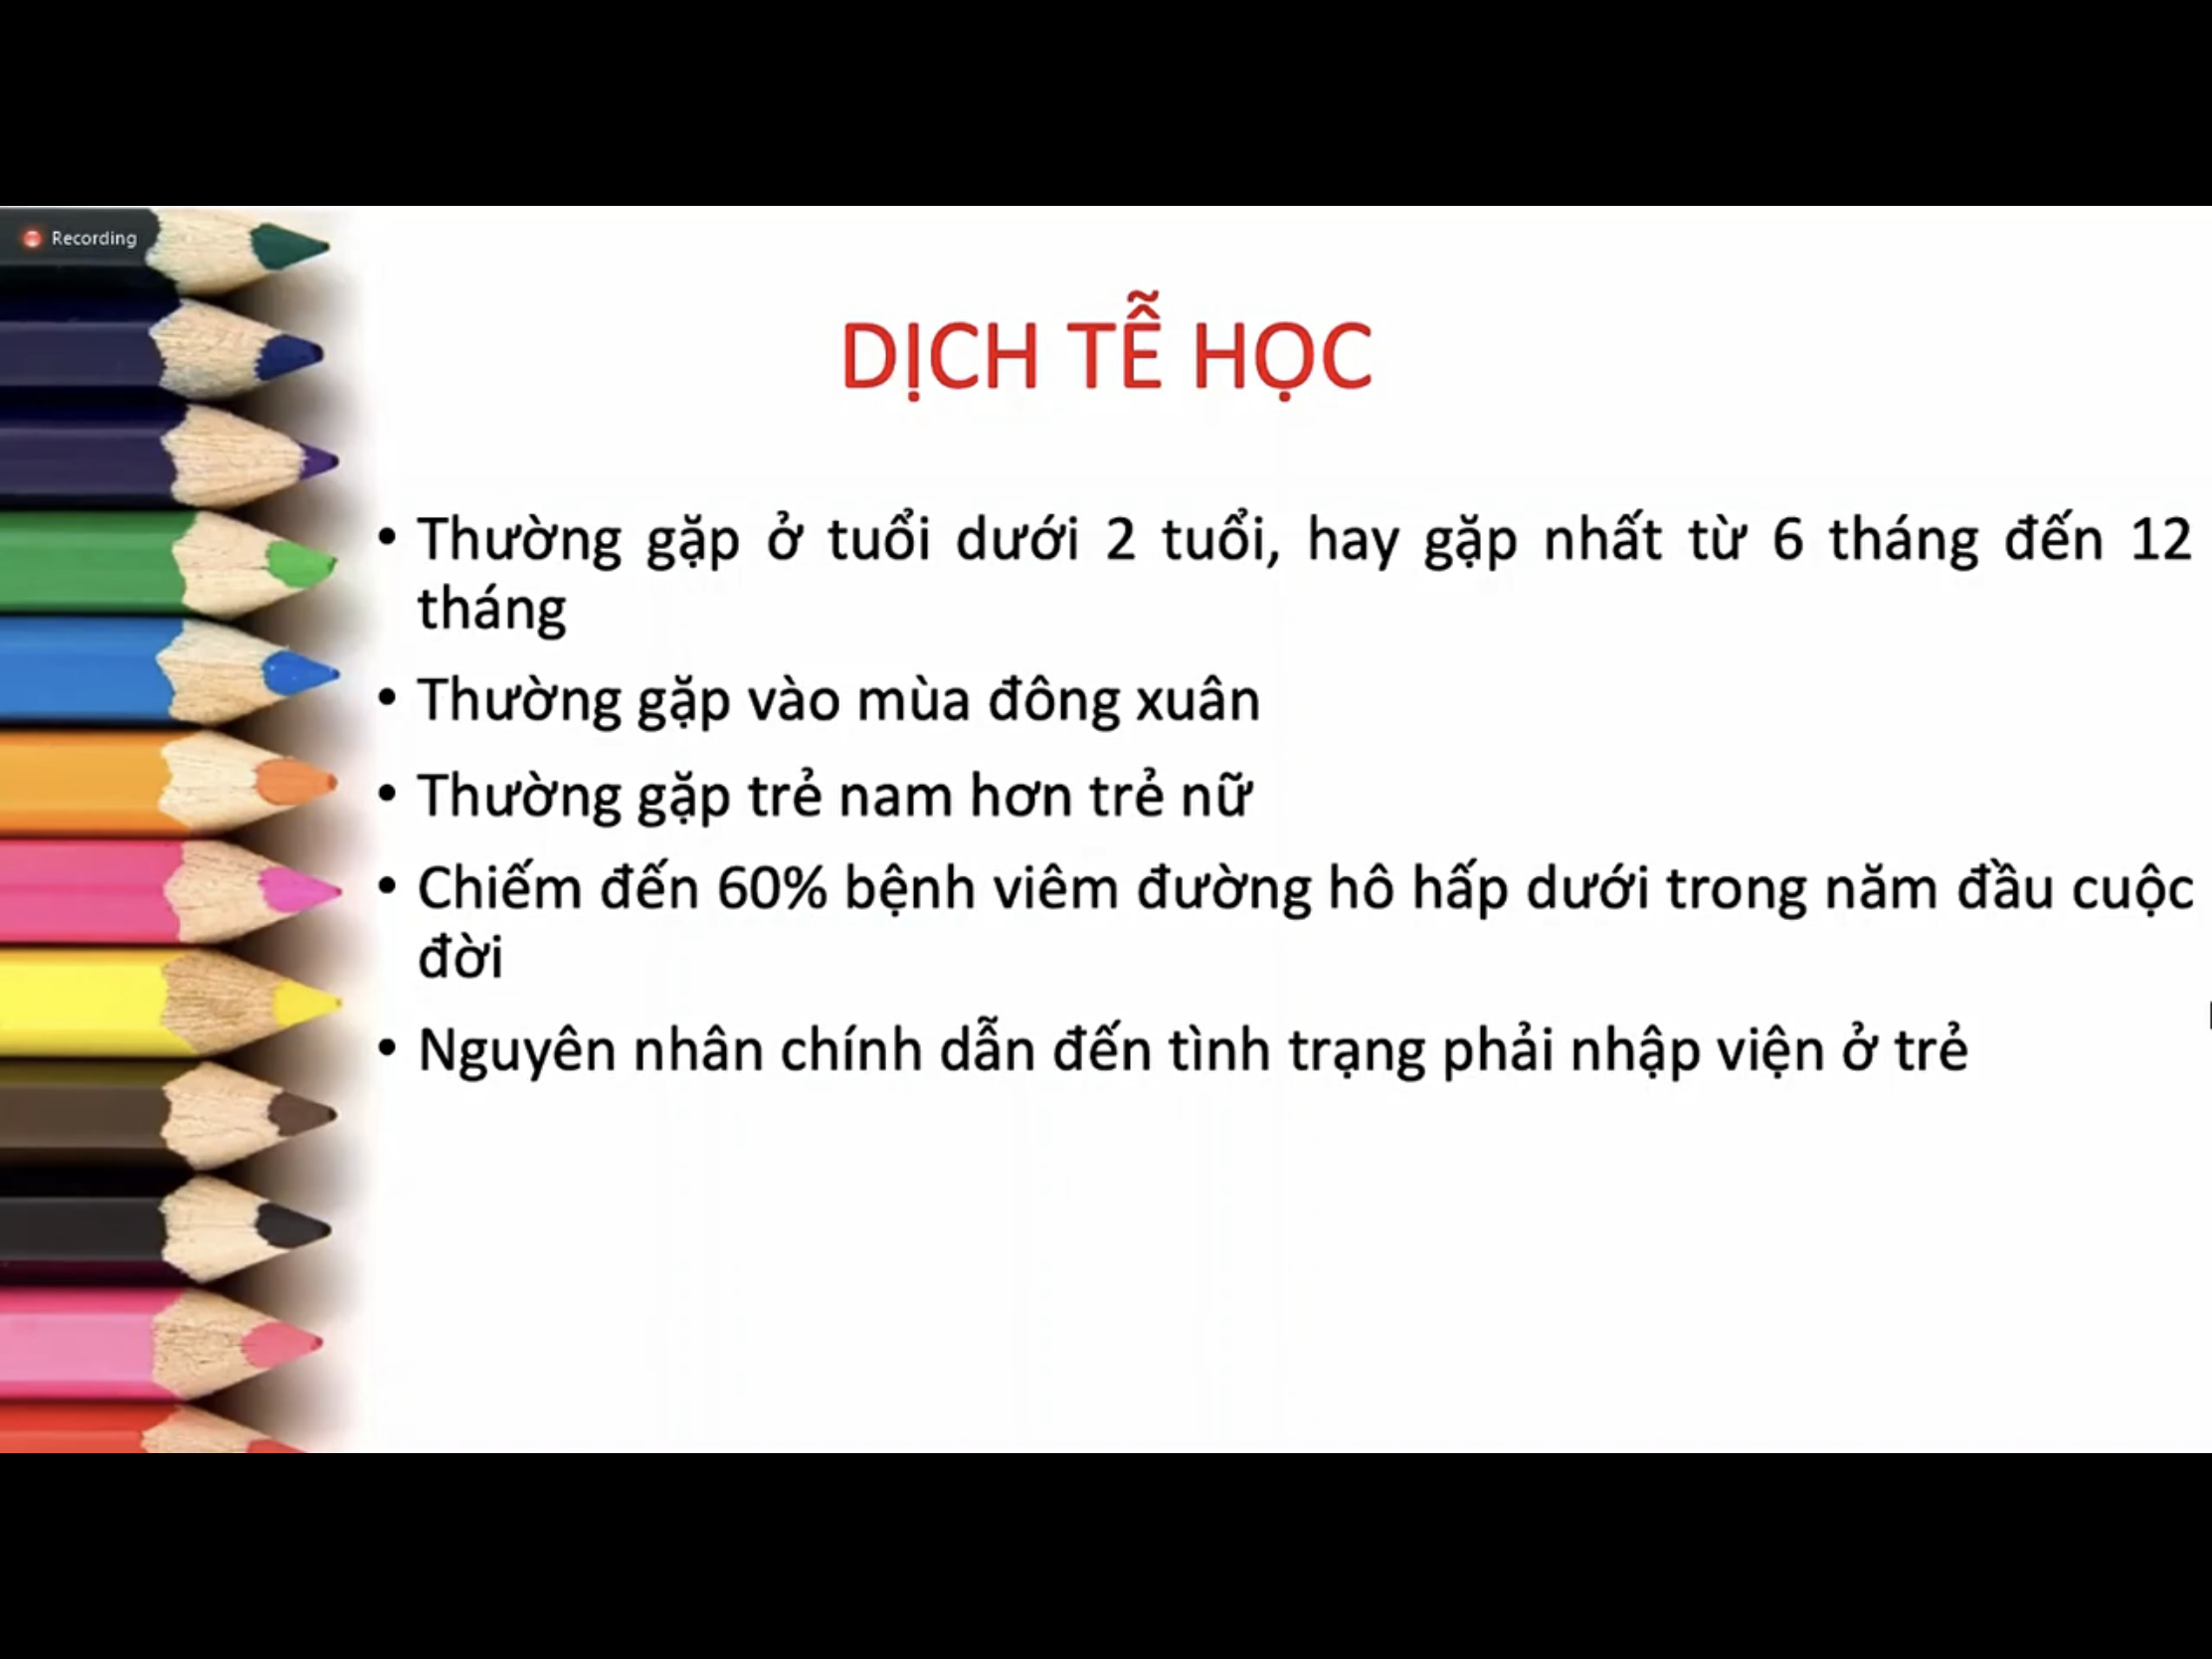 Recording
DỊCH TỄ HỌC
• Thường gặp ở tuổi dưới 2 tuổi, hay gặp nhất từ 6 tháng đến 12
tháng
• Thường gặp vào mùa đông xuân
• Thường gặp trẻ nam hơn trẻ nữ
• Chiếm đến 60% bệnh viêm đường hô hấp dưới trong năm đầu cuộc
đời
• Nguyên nhân chính dẫn đến tình trạng phải nhập viện ở trẻ